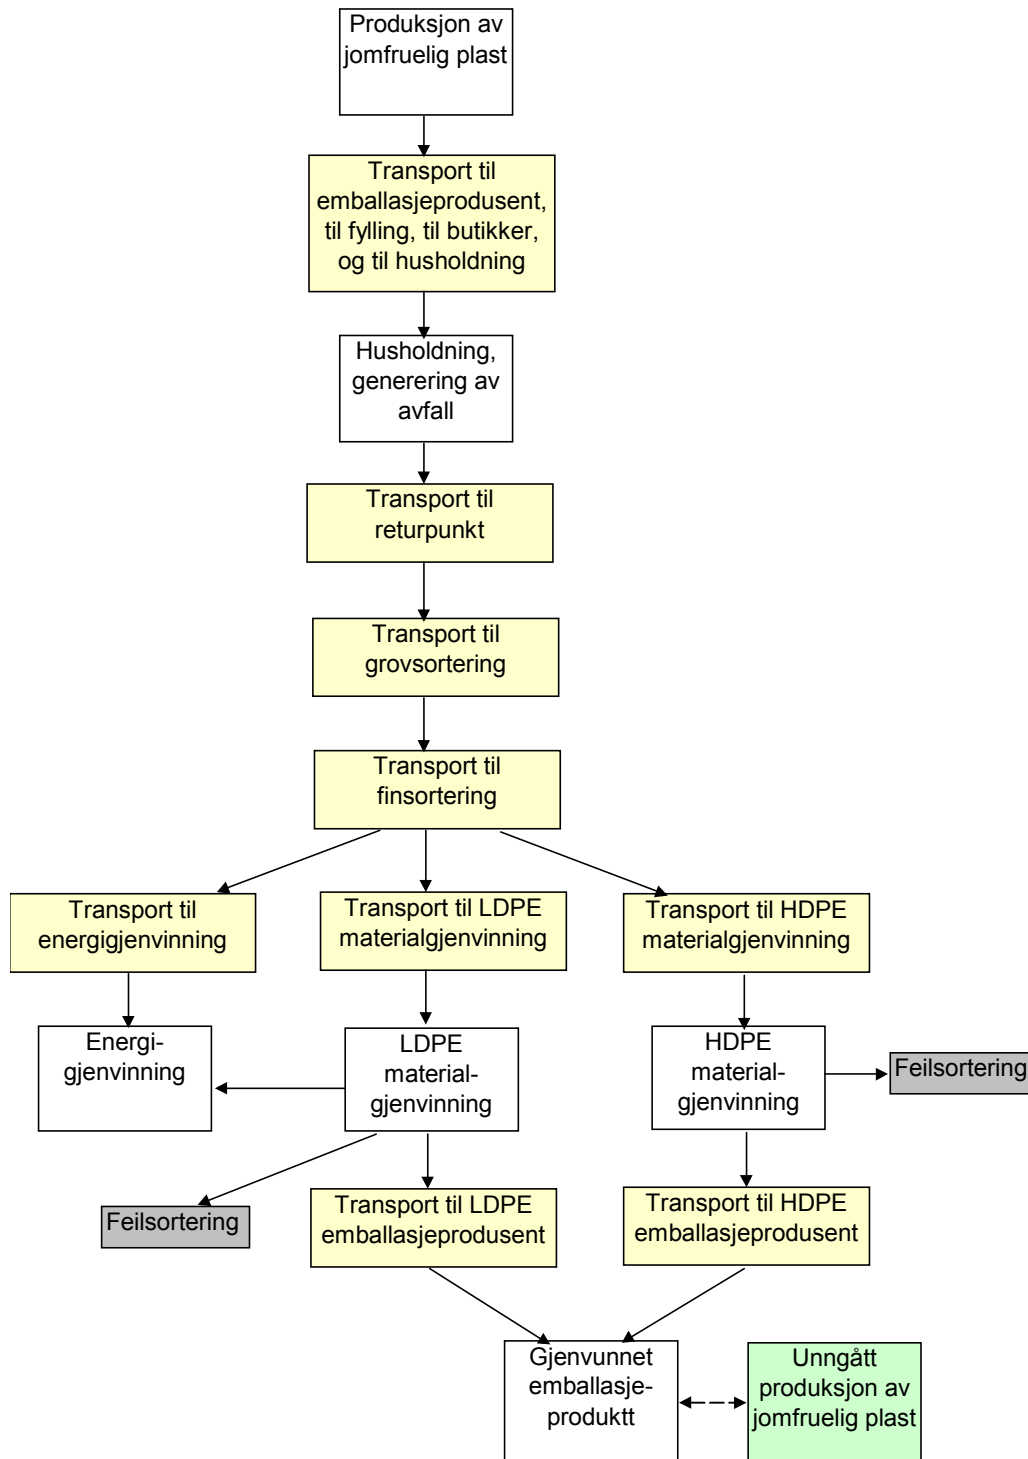 Produksjon av
jomfruelig plast
Transport til
emballasjeprodusent,
til fylling, til butikker,
og til husholdning
Husholdning,
generering av
avfall
Transport til
returpunkt
Transport til
grovsortering
Transport til
finsortering
Transport til
energigjenvinning
Transport til LDPE
materialgjenvinning
Transport til HDPE
materialgjenvinning
Energi-
gjenvinning
LDPE
material-
gjenvinning
HDPE
material-
gjenvinning
Feilsortering
Feilsortering
Transport til LDPE
emballasjeprodusent
Transport til HDPE
emballasjeprodusent
Gjenvunnet
emballasje-
produktt
Unngått
produksjon av
jomfruelig plast